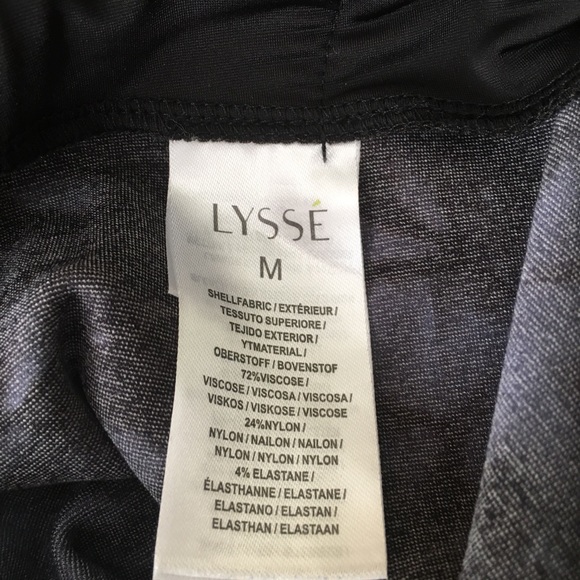 LYSSÉ
M
SHELLFABRIC / EXTÉRIEUR /
TESSUTO SUPERIORE /
TEJIDO EXTERIOR /
YTMATERIAL /
OBERSTOFF / BOVENSTOF
72%VISCOSE /
VISCOSE / VISCOSA / VISCOSA /
VISKOS / VISKOSE / VISCOSE
24%NYLON /
NYLON / NAILON / NAILON /
NYLON / NYLON / NYLON
4% ELASTANE /
ÉLASTHANNE / ELASTANE /
ELASTANO / ELASTAN /
ELASTHAN / ELASTAAN